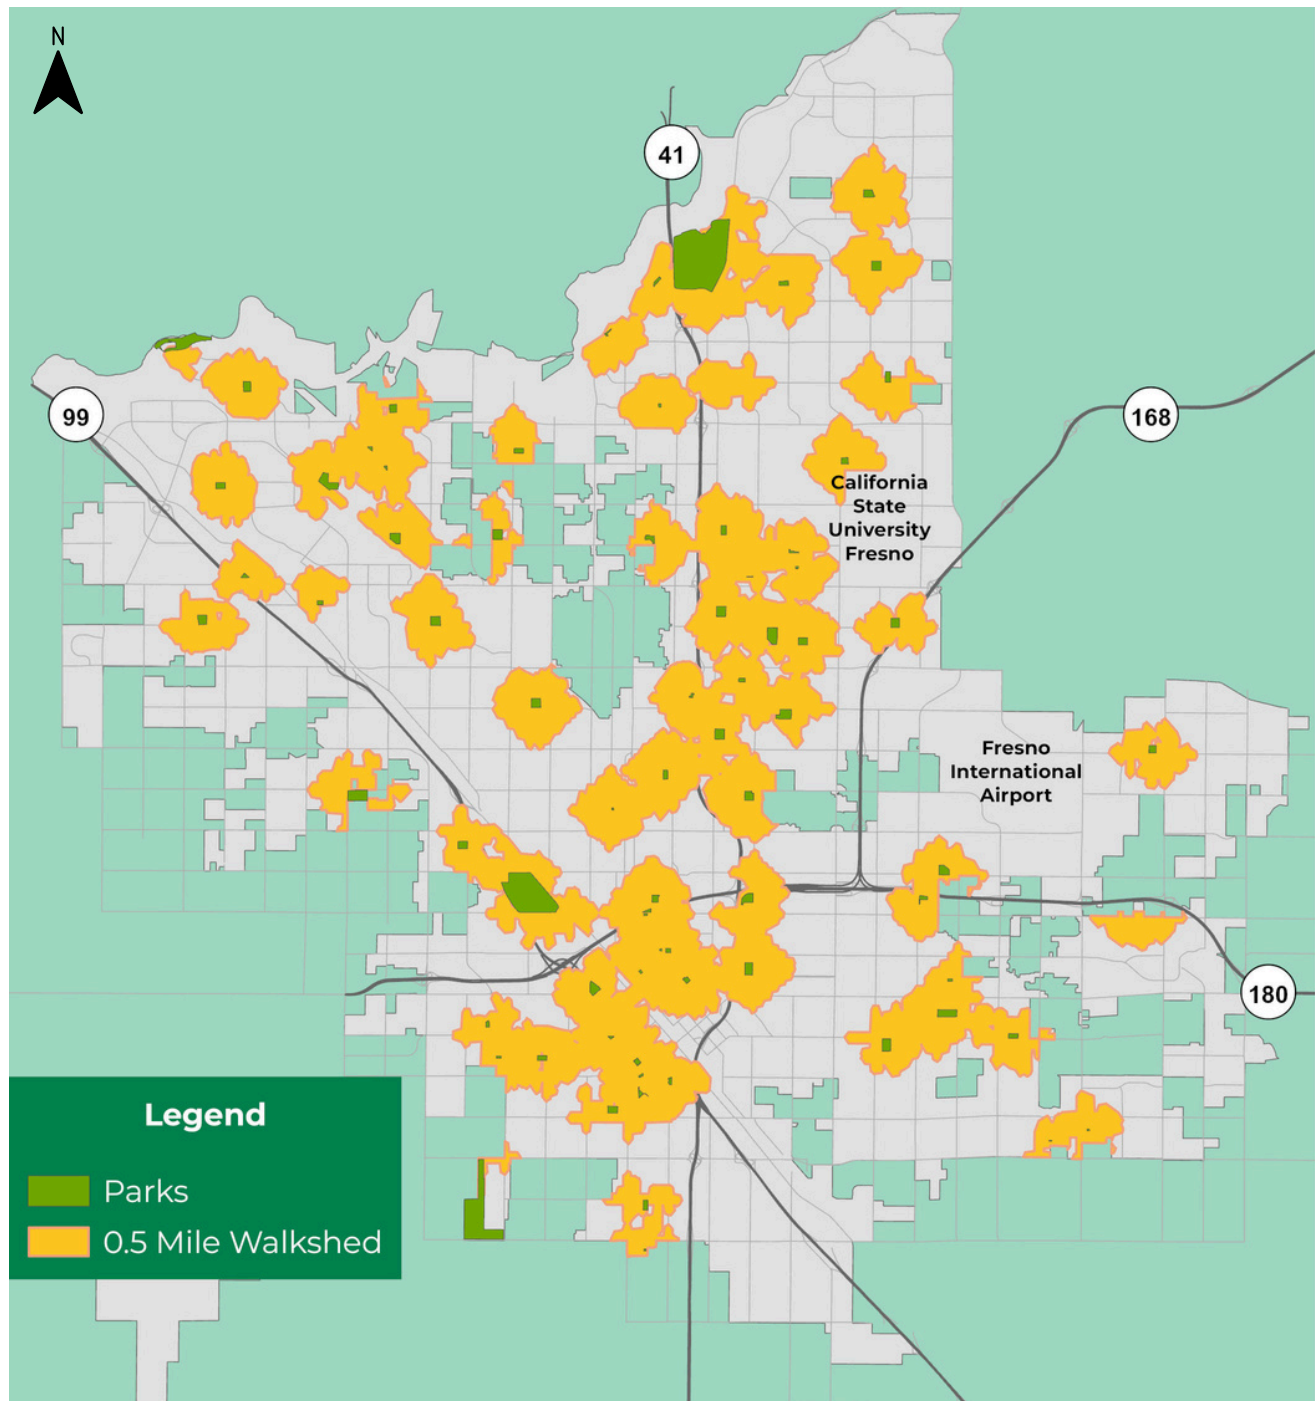 N
41
99
168
California
State
University
Fresno
Fresno
International
Airport
180
Legend
Parks
0.5 Mile Walkshed